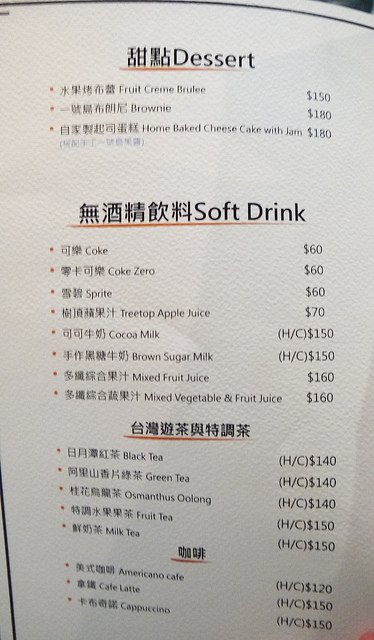 甜點Dessert
水果烤布蕾 Fruit Creme Brulee $150
一號島布朗尼 Brownie $180
自家製起司蛋糕 Home Baked Cheese Cake with Jam $180
無酒精飲料Soft Drink
可樂 Coke $60
零卡可樂 Coke Zero $60
雪碧 Sprite $60
樹頂蘋果汁 Treetop Apple Juice $70
可可牛奶 Cocoa Milk (H/C)$150
手作黑糖牛奶 Brown Sugar Milk (H/C)$150
多纖綜合果汁 Mixed Fruit Juice $160
多纖綜合蔬果汁 Mixed Vegetable & Fruit Juice $160
台灣遊茶與特調茶
日月潭紅茶 Black Tea (H/C)$140
阿里山香片綠茶 Green Tea (H/C)$140
桂花烏龍茶 Osmanthus Oolong (H/C)$140
特調水果果茶 Fruit Tea (H/C)$150
鮮奶茶 Milk Tea (H/C)$150
咖啡
美式咖啡 Americano cafe (H/C)$120
拿鐵 Cafe Latte (H/C)$150
卡布奇諾 Cappuccino (H/C)$150